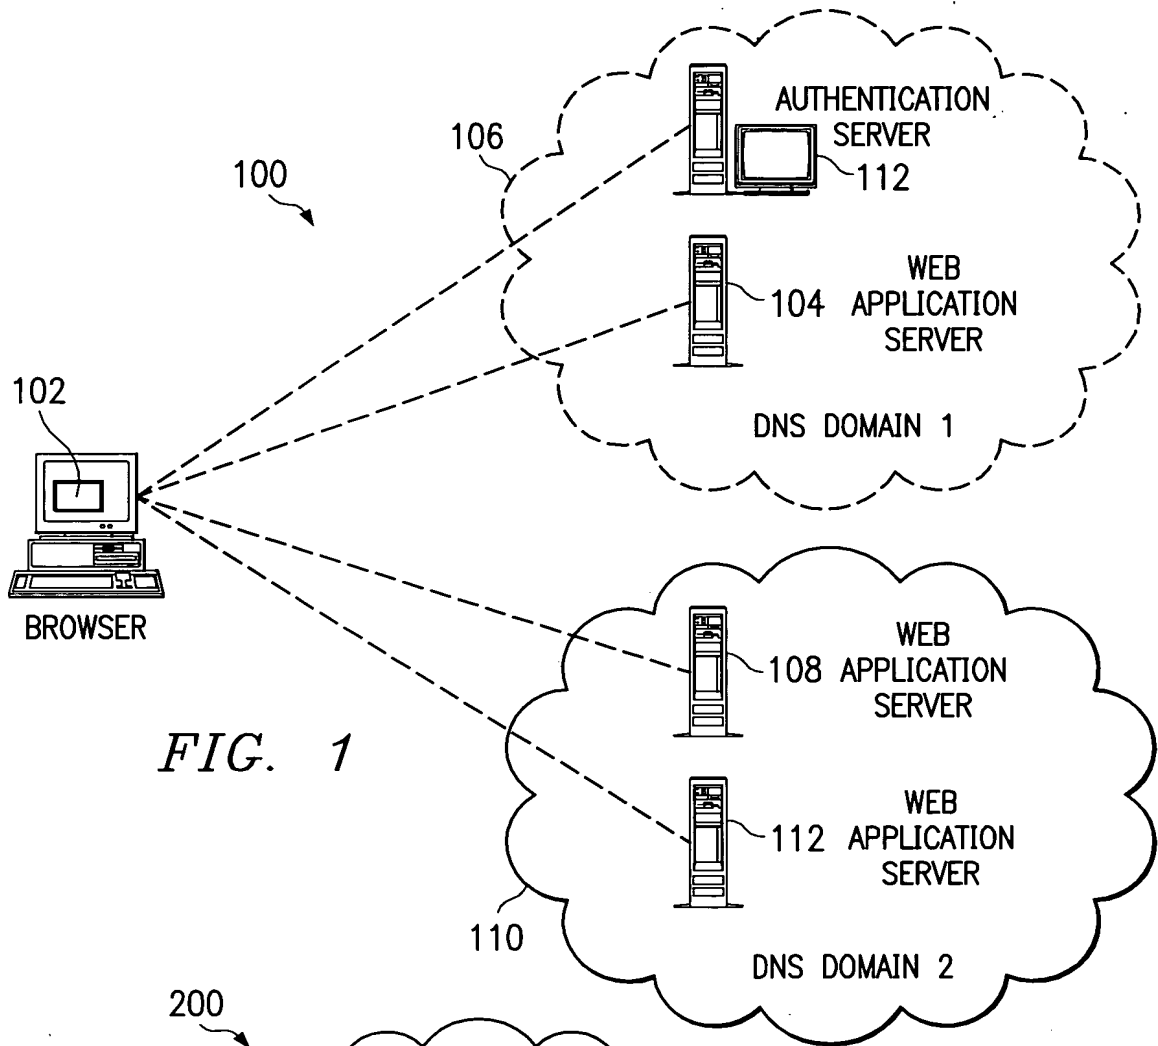 AUTHENTICATION
SERVER
106
112
100
WEB
104 APPLICATION
SERVER
102
DNS DOMAIN 1
BROWSER
WEB
108 APPLICATION
SERVER
FIG. 1
WEB
112 APPLICATION
SERVER
110
DNS DOMAIN 2
200